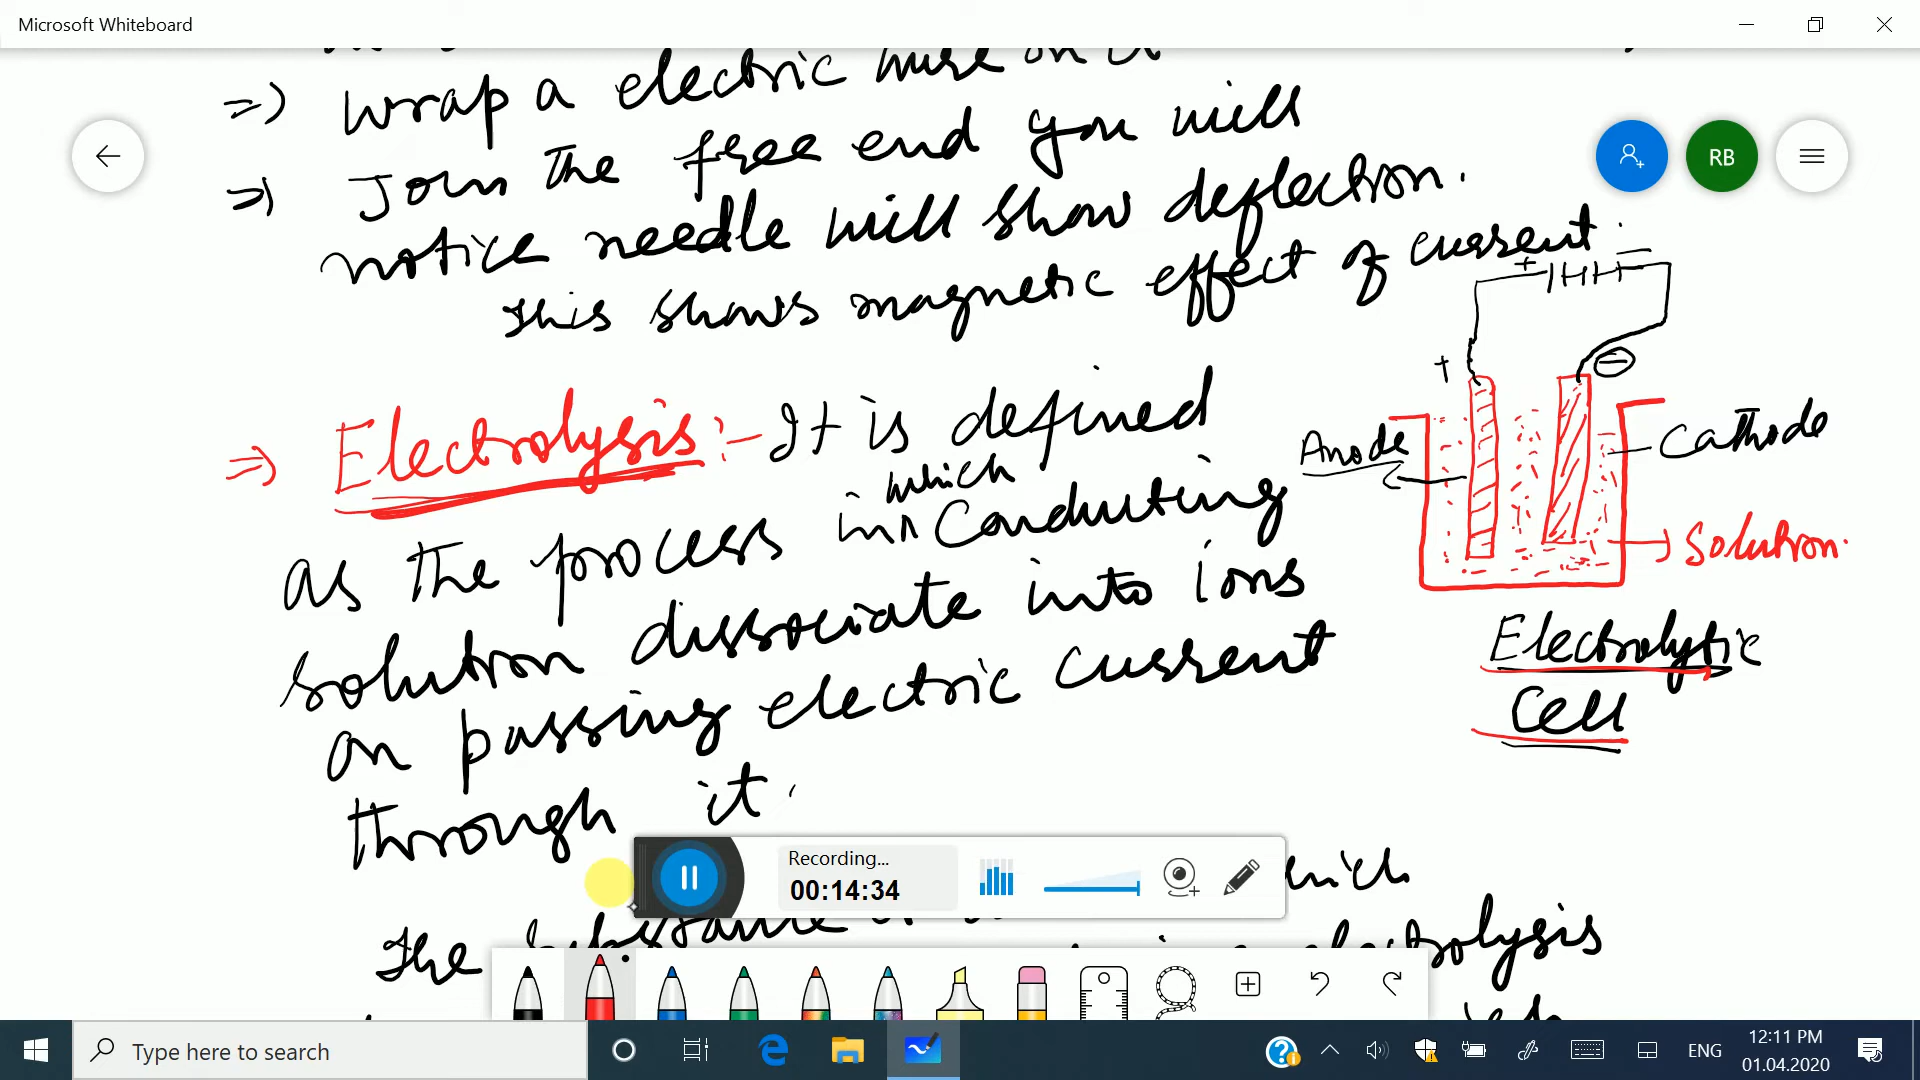 Microsoft Whiteboard
=) wrap a electric wire on a
=) Join the free end you will
notice needle will show deflection.
This shows magnetic effect of current.
RB
+ −
+ −
=) Electrolysis :- It is defined
as the process in which conducting
solution dissociate into ions
on passing electric current
through it.
Anode
Cathode
Solution.
Electrolytic
Cell
Recording...
00:14:34
which
The substance
electrolysis
Type here to search
ENG
12:11 PM
01.04.2020